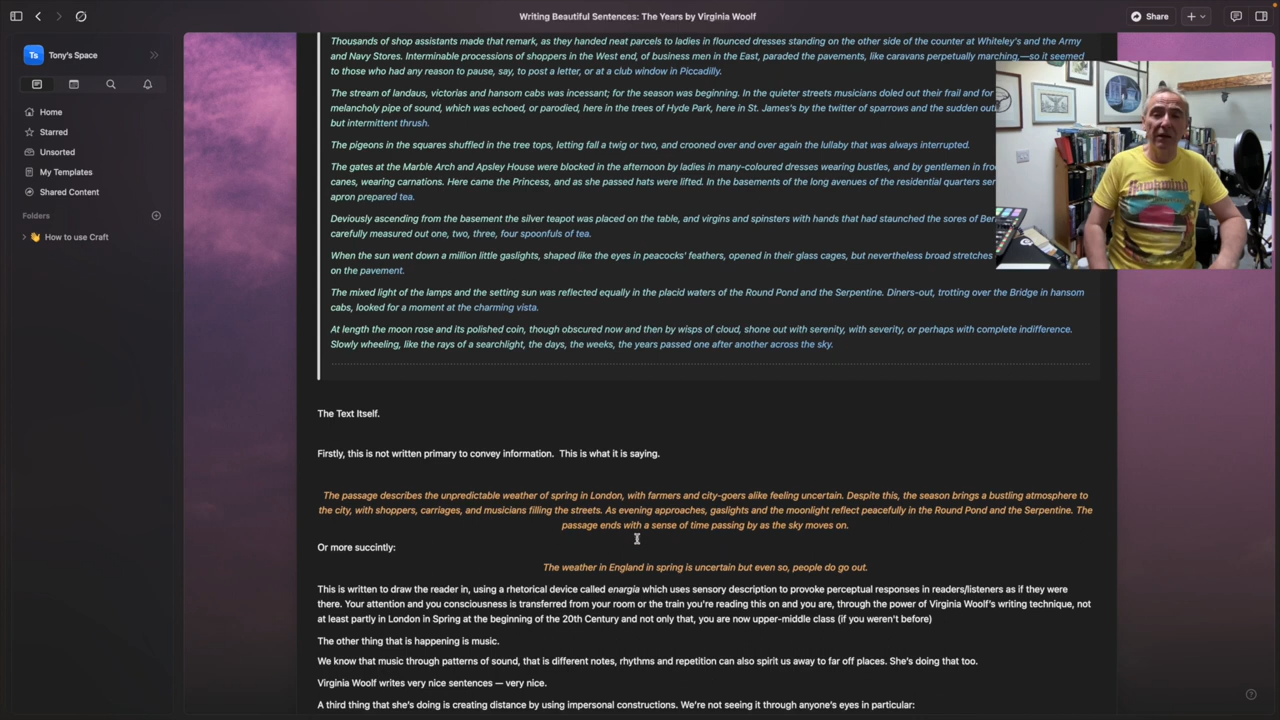 Writing Beautiful Sentences: The Years by Virginia Woolf
Share
Ts
Tony's Space
Home
Starred
Unsorted
My Templates
Shared Content
Folders
👋 How to use Craft
Thousands of shop assistants made that remark, as they handed neat parcels to ladies in flounced dresses standing on the other side of the counter at Whiteley's and the Army
and Navy Stores. Interminable processions of shoppers in the West end, of business men in the East, paraded the pavements, like caravans perpetually marching,—so it seemed
to those who had any reason to pause, say, to post a letter, or at a club window in Piccadilly.
The stream of landaus, victorias and hansom cabs was incessant; for the season was beginning. In the quieter streets musicians doled out their frail and for
melancholy pipe of sound, which was echoed, or parodied, here in the trees of Hyde Park, here in St. James's by the twitter of sparrows and the sudden out
but intermittent thrush.
The pigeons in the squares shuffled in the tree tops, letting fall a twig or two, and crooned over and over again the lullaby that was always interrupted.
The gates at the Marble Arch and Apsley House were blocked in the afternoon by ladies in many-coloured dresses wearing bustles, and by gentlemen in fro
canes, wearing carnations. Here came the Princess, and as she passed hats were lifted. In the basements of the long avenues of the residential quarters ser
apron prepared tea.
Deviously ascending from the basement the silver teapot was placed on the table, and virgins and spinsters with hands that had staunched the sores of Ber
carefully measured out one, two, three, four spoonfuls of tea.
When the sun went down a million little gaslights, shaped like the eyes in peacocks' feathers, opened in their glass cages, but nevertheless broad stretches
on the pavement.
The mixed light of the lamps and the setting sun was reflected equally in the placid waters of the Round Pond and the Serpentine. Diners-out, trotting over the Bridge in hansom
cabs, looked for a moment at the charming vista.
At length the moon rose and its polished coin, though obscured now and then by wisps of cloud, shone out with serenity, with severity, or perhaps with complete indifference.
Slowly wheeling, like the rays of a searchlight, the days, the weeks, the years passed one after another across the sky.
The Text Itself.
Firstly, this is not written primary to convey information. This is what it is saying.
The passage describes the unpredictable weather of spring in London, with farmers and city-goers alike feeling uncertain. Despite this, the season brings a bustling atmosphere to
the city, with shoppers, carriages, and musicians filling the streets. As evening approaches, gaslights and the moonlight reflect peacefully in the Round Pond and the Serpentine. The
passage ends with a sense of time passing by as the sky moves on.
Or more succintly:
The weather in England in spring is uncertain but even so, people do go out.
This is written to draw the reader in, using a rhetorical device called enargia which uses sensory description to provoke perceptual responses in readers/listeners as if they were
there. Your attention and you consciousness is transferred from your room or the train you're reading this on and you are, through the power of Virginia Woolf's writing technique, not
at least partly in London in Spring at the beginning of the 20th Century and not only that, you are now upper-middle class (if you weren't before)
The other thing that is happening is music.
We know that music through patterns of sound, that is different notes, rhythms and repetition can also spirit us away to far off places. She's doing that too.
Virginia Woolf writes very nice sentences — very nice.
A third thing that she's doing is creating distance by using impersonal constructions. We're not seeing it through anyone's eyes in particular:
Hawkwind